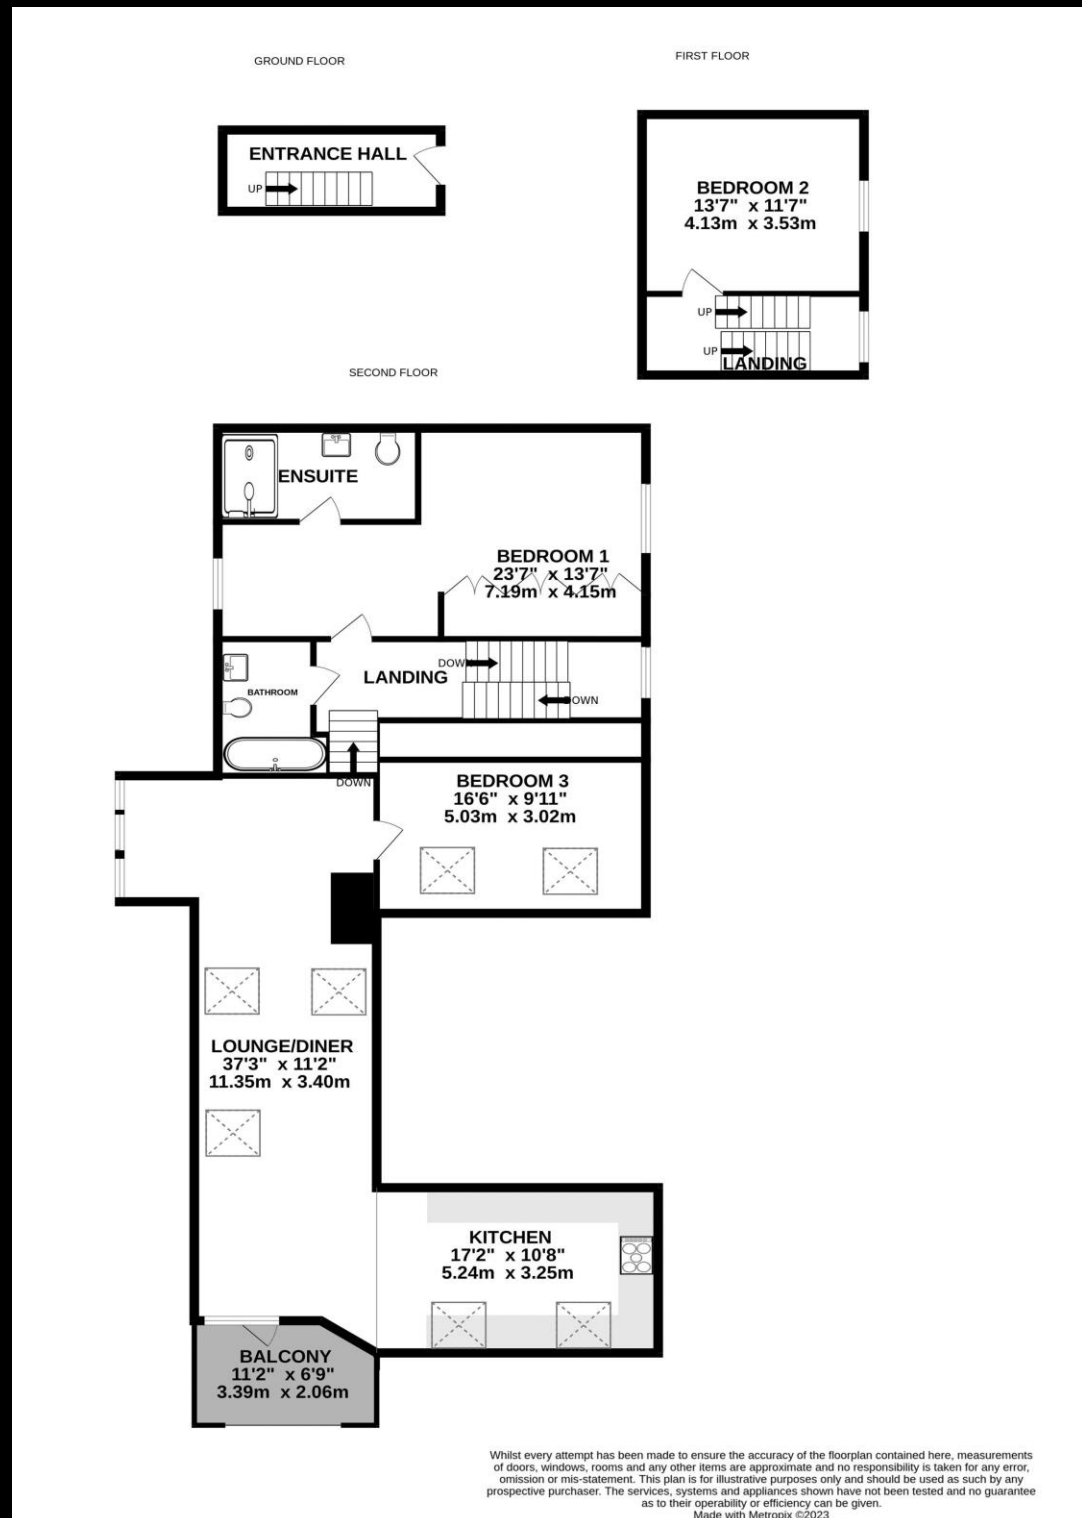 GROUND FLOOR
FIRST FLOOR
ENTRANCE HALL
UP
BEDROOM 2
13'7" x 11'7"
4.13m x 3.53m
UP
UP
LANDING
SECOND FLOOR
ENSUITE
BEDROOM 1
23'7" x 13'7"
7.19m x 4.15m
DOWN
LANDING
BATHROOM
DOWN
DOWN
BEDROOM 3
16'6" x 9'11"
5.03m x 3.02m
LOUNGE/DINER
37'3" x 11'2"
11.35m x 3.40m
KITCHEN
17'2" x 10'8"
5.24m x 3.25m
BALCONY
11'2" x 6'9"
3.39m x 2.06m
Whilst every attempt has been made to ensure the accuracy of the floorplan contained here, measurements
of doors, windows, rooms and any other items are approximate and no responsibility is taken for any error,
omission or mis-statement. This plan is for illustrative purposes only and should be used as such by any
prospective purchaser. The services, systems and appliances shown have not been tested and no guarantee
as to their operability or efficiency can be given.
Made with Metropix ©2023